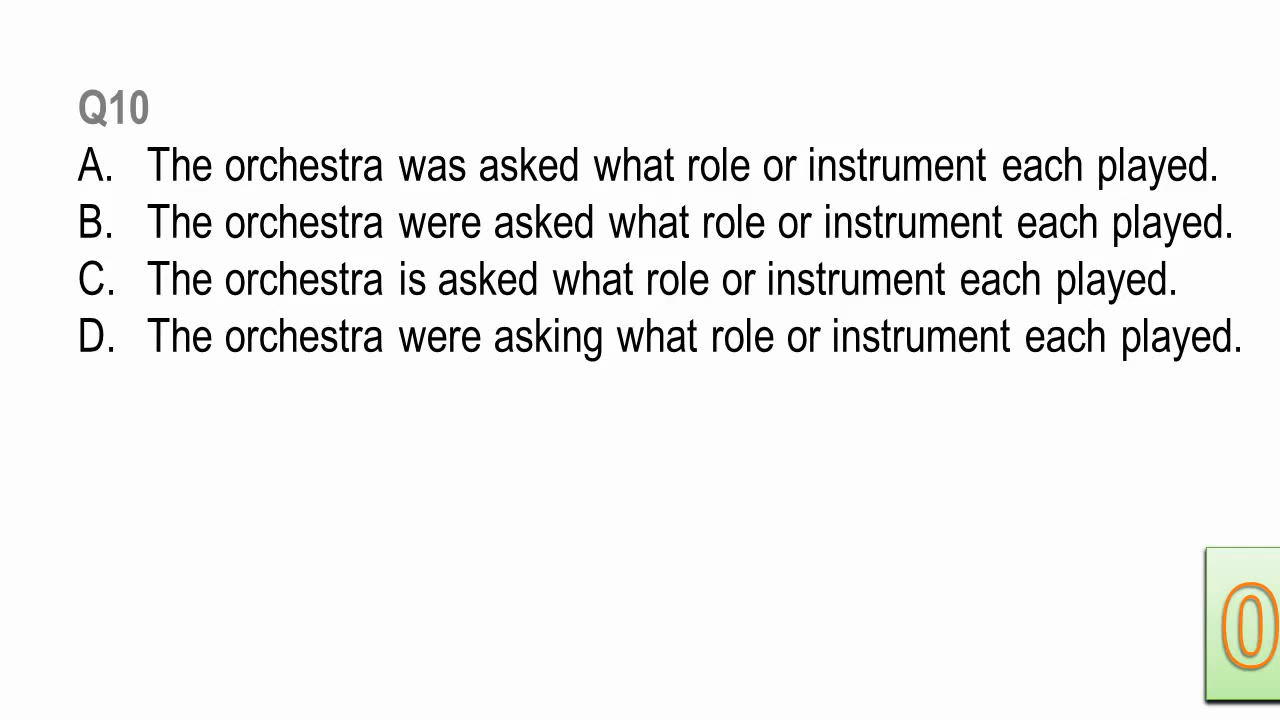 Q10
A. The orchestra was asked what role or instrument each played.
B. The orchestra were asked what role or instrument each played.
C. The orchestra is asked what role or instrument each played.
D. The orchestra were asking what role or instrument each played.
0